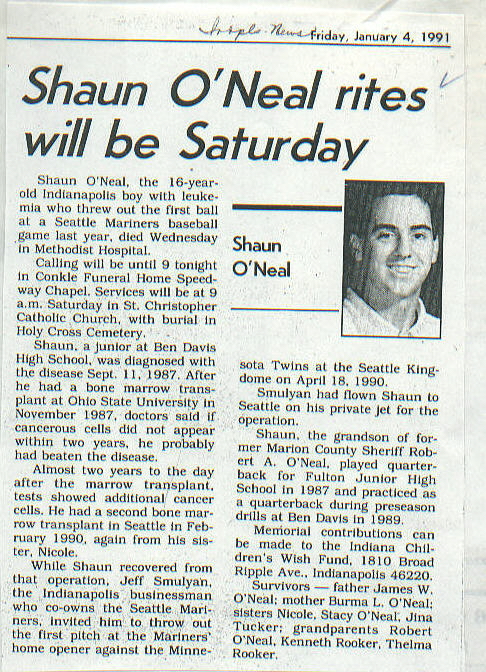 Indpls. News Friday, January 4, 1991
Shaun O'Neal rites
will be Saturday
Shaun O'Neal, the 16-year-
old Indianapolis boy with leuke-
mia who threw out the first ball
at a Seattle Mariners baseball
game last year, died Wednesday
in Methodist Hospital.
Calling will be until 9 tonight
in Conkle Funeral Home Speed-
way Chapel. Services will be at 9
a.m. Saturday in St. Christopher
Catholic Church, with burial in
Holy Cross Cemetery.
Shaun, a junior at Ben Davis
High School, was diagnosed with
the disease Sept. 11, 1987. After
he had a bone marrow trans-
plant at Ohio State University in
November 1987, doctors said if
cancerous cells did not appear
within two years, he probably
had beaten the disease.
Almost two years to the day
after the marrow transplant,
tests showed additional cancer
cells. He had a second bone mar-
row transplant in Seattle in Feb-
ruary 1990, again from his sis-
ter, Nicole.
While Shaun recovered from
that operation, Jeff Smulyan,
the Indianapolis businessman
who co-owns the Seattle Mari-
ners, invited him to throw out
the first pitch at the Mariners'
home opener against the Minne-
Shaun
O'Neal
sota Twins at the Seattle King-
dome on April 18, 1990.
Smulyan had flown Shaun to
Seattle on his private jet for the
operation.
Shaun, the grandson of for-
mer Marion County Sheriff Rob-
ert A. O'Neal, played quarter-
back for Fulton Junior High
School in 1987 and practiced as
a quarterback during preseason
drills at Ben Davis in 1989.
Memorial contributions can
be made to the Indiana Chil-
dren's Wish Fund, 1810 Broad
Ripple Ave., Indianapolis 46220.
Survivors — father James W.
O'Neal; mother Burma L. O'Neal;
sisters Nicole, Stacy O'Neal, Jina
Tucker; grandparents Robert
O'Neal, Kenneth Rooker, Thelma
Rooker.